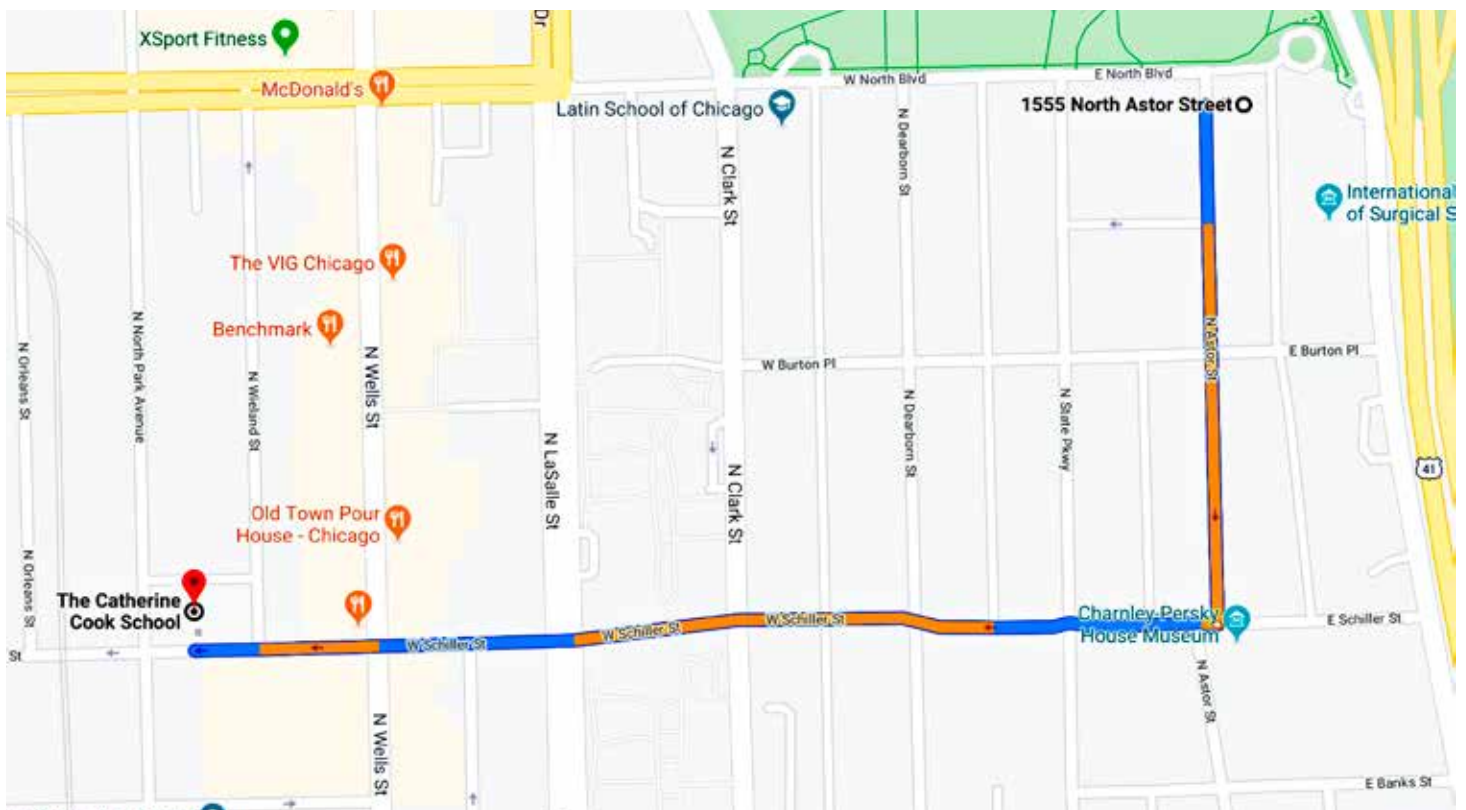 Dr
XSport Fitness
McDonald's
W North Blvd
E North Blvd
Latin School of Chicago
1555 North Astor Street
N Dearborn St
N Clark St
International
of Surgical S
The VIG Chicago
Benchmark
N Orleans St
N North Park Avenue
N Wieland St
N Wells St
W Burton Pl
N Astor St
E Burton Pl
N Dearborn St
N State Pkwy
N LaSalle St
N Clark St
41
Old Town Pour
House - Chicago
N Orleans St
The Catherine
Cook School
St
W Schiller St
W Schiller St
W Schiller St
Charnley-Persky
House Museum
E Schiller St
N Astor St
N Wells St
E Banks St